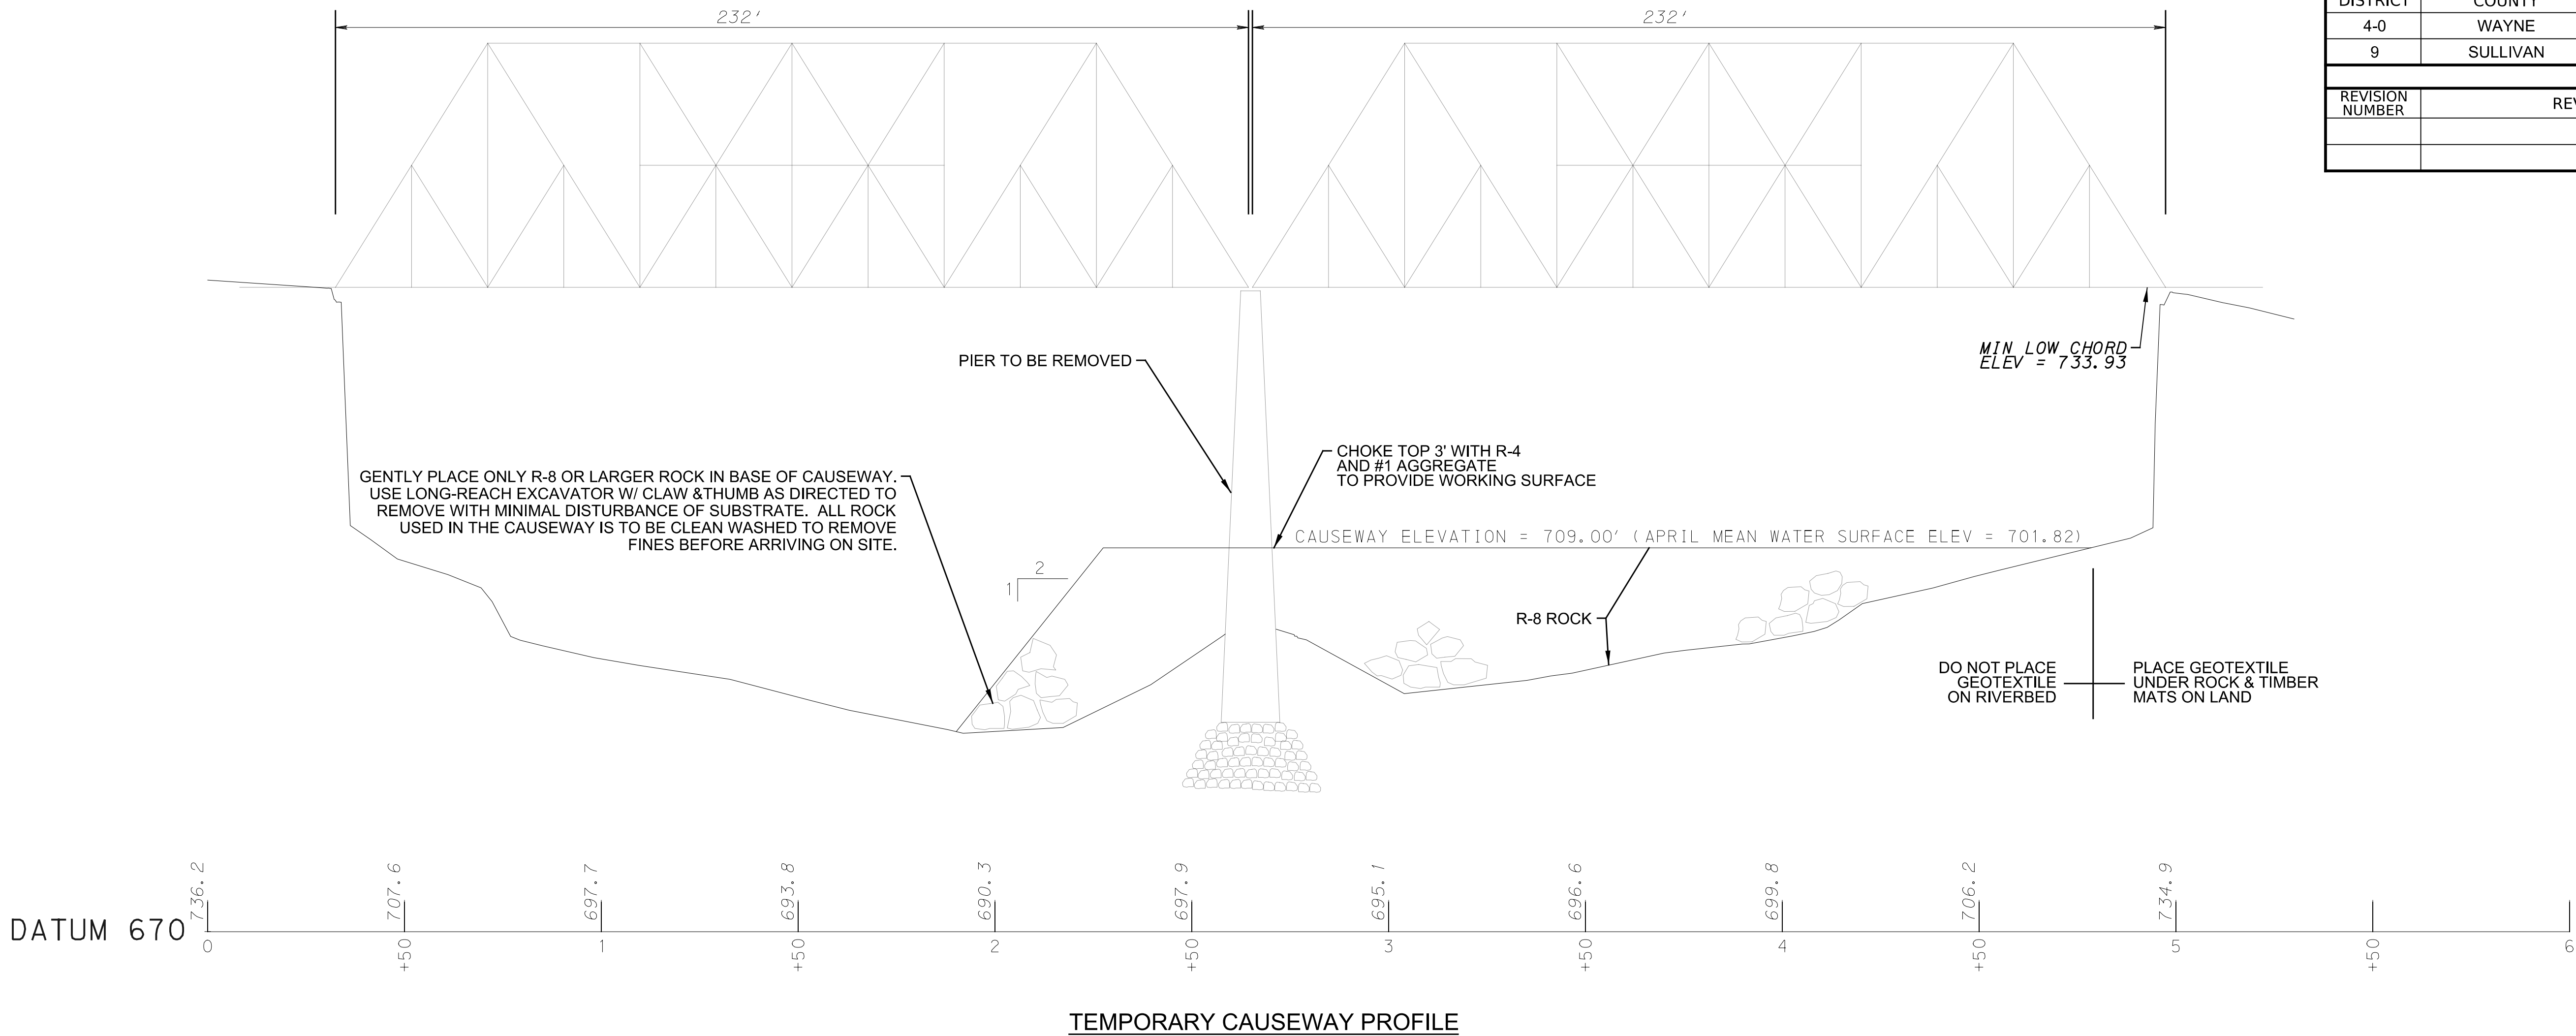 232'
232'
DISTRICT COUNTY
4-0 WAYNE
9 SULLIVAN
REVISION
NUMBER
PIER TO BE REMOVED
MIN LOW CHORD
ELEV = 733.93
CHOKE TOP 3' WITH R-4
AND #1 AGGREGATE
TO PROVIDE WORKING SURFACE
GENTLY PLACE ONLY R-8 OR LARGER ROCK IN BASE OF CAUSEWAY.
USE LONG-REACH EXCAVATOR W/ CLAW &THUMB AS DIRECTED TO
REMOVE WITH MINIMAL DISTURBANCE OF SUBSTRATE. ALL ROCK
USED IN THE CAUSEWAY IS TO BE CLEAN WASHED TO REMOVE
FINES BEFORE ARRIVING ON SITE.
CAUSEWAY ELEVATION = 709.00' (APRIL MEAN WATER SURFACE ELEV = 701.82)
2
1
R-8 ROCK
DO NOT PLACE
GEOTEXTILE
ON RIVERBED
PLACE GEOTEXTILE
UNDER ROCK & TIMBER
MATS ON LAND
736.2 707.6 697.7 693.8 690.3 697.9 695.1 696.6 699.8 706.2 734.9
DATUM 670
0 +50 1 +50 2 +50 3 +50 4 +50 5 +50 6
TEMPORARY CAUSEWAY PROFILE